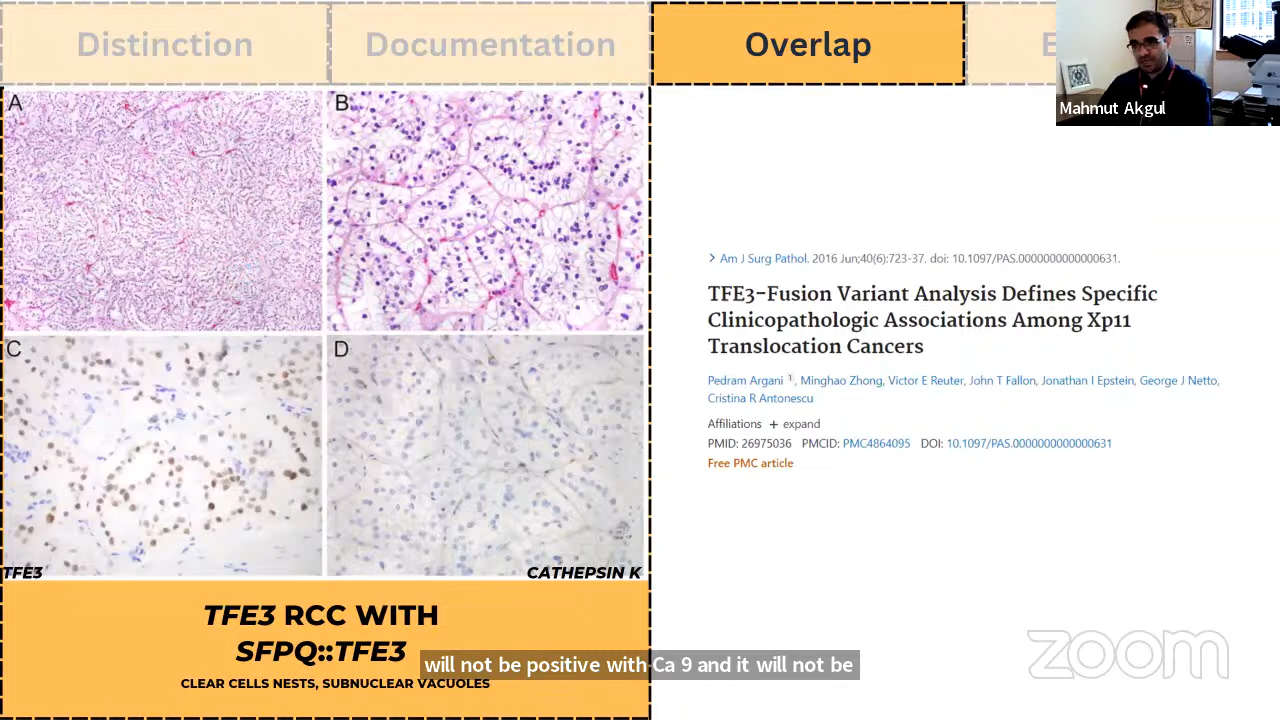 Distinction
Documentation
Overlap
E
Mahmut Akgul
A
B
C
D
TFE3
CATHEPSIN K
TFE3 RCC WITH
SFPQ::TFE3
CLEAR CELLS NESTS, SUBNUCLEAR VACUOLES
> Am J Surg Pathol. 2016 Jun;40(6):723-37. doi: 10.1097/PAS.0000000000000631.
TFE3-Fusion Variant Analysis Defines Specific
Clinicopathologic Associations Among Xp11
Translocation Cancers
Pedram Argani 1, Minghao Zhong, Victor E Reuter, John T Fallon, Jonathan I Epstein, George J Netto,
Cristina R Antonescu
Affiliations + expand
PMID: 26975036 PMCID: PMC4864095 DOI: 10.1097/PAS.0000000000000631
Free PMC article
will not be positive with Ca 9 and it will not be
zoom